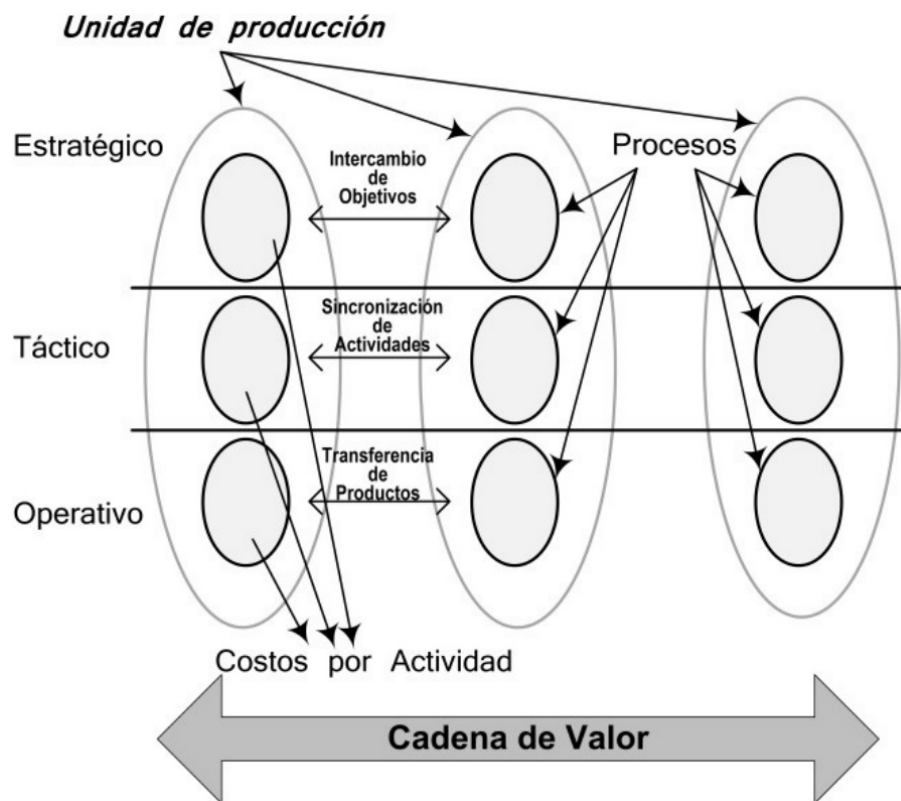 Unidad de producción
Estratégico
Intercambio
de
Objetivos
Procesos
Táctico
Sincronización
de
Actividades
Operativo
Transferencia
de
Productos
Costos por Actividad
Cadena de Valor